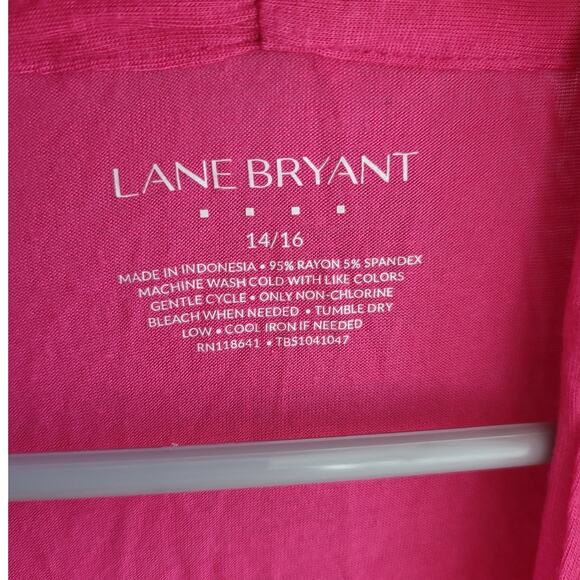 LANE BRYANT
14/16
MADE IN INDONESIA • 95% RAYON 5% SPANDEX
MACHINE WASH COLD WITH LIKE COLORS
GENTLE CYCLE • ONLY NON-CHLORINE
BLEACH WHEN NEEDED • TUMBLE DRY
LOW • COOL IRON IF NEEDED
RN118641 • TBS1041047